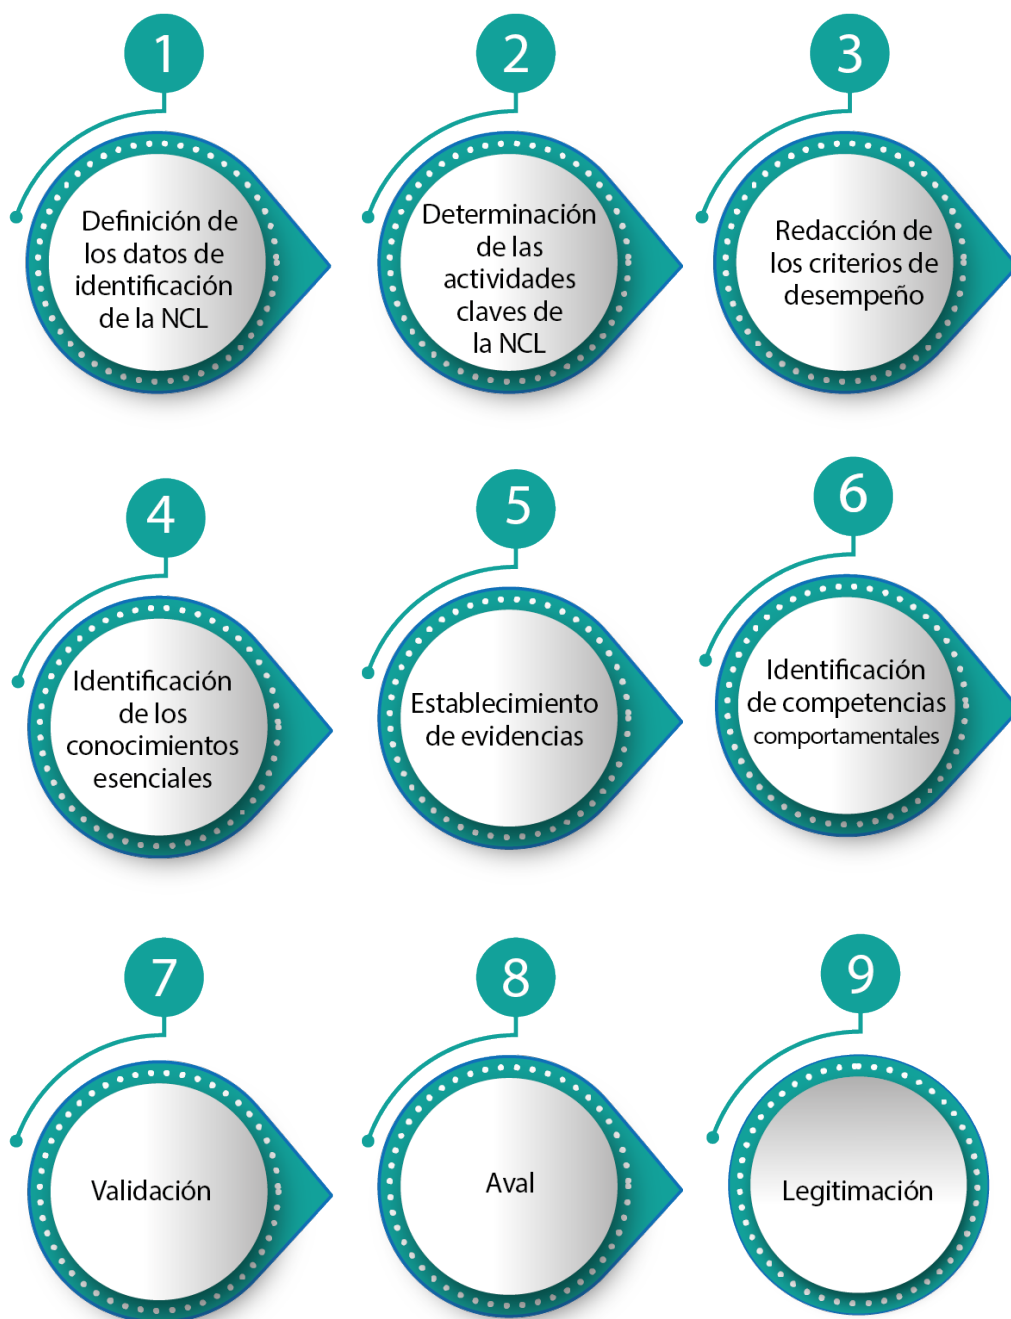 1
Definición de
los datos de
identificación
de la NCL
2
Determinación
de las
actividades
claves de
la NCL
3
Redacción de
los criterios de
desempeño
4
Identificación
de los
conocimientos
esenciales
5
Establecimiento
de evidencias
6
Identificación
de competencias
comportamentales
7
Validación
8
Aval
9
Legitimación